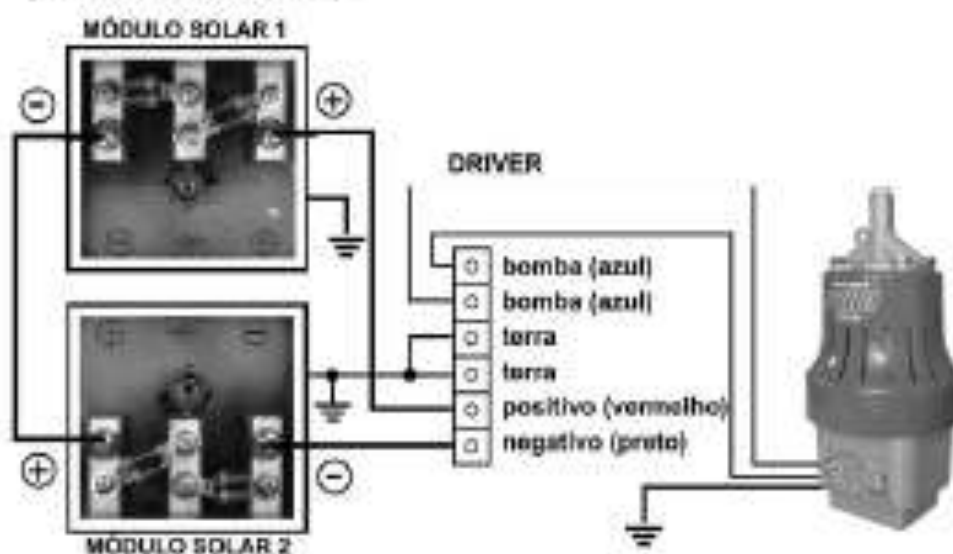 MÓDULO SOLAR 1
DRIVER
bomba (azul)
bomba (azul)
terra
terra
positivo (vermelho)
negativo (preto)
MÓDULO SOLAR 2